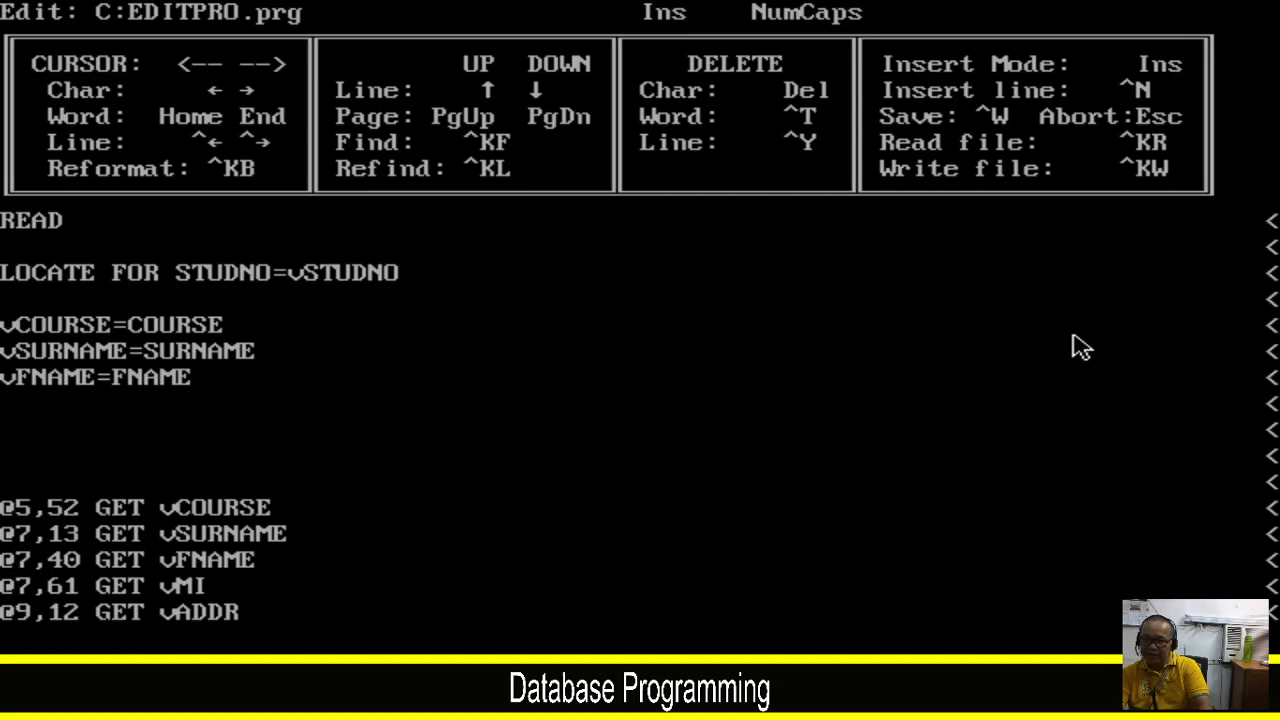 Edit: C:EDITPRO.prg Ins NumCaps
CURSOR: <-- --> UP DOWN DELETE Insert Mode: Ins
Char: ← → Line: ↑ ↓ Char: Del Insert line: ^N
Word: Home End Page: PgUp PgDn Word: ^T Save: ^W Abort:Esc
Line: ^← ^→ Find: ^KF Line: ^Y Read file: ^KR
Reformat: ^KB Refind: ^KL Write file: ^KW
READ <
<
LOCATE FOR STUDNO=vSTUDNO <
<
vCOURSE=COURSE <
vSURNAME=SURNAME <
vFNAME=FNAME <
<
<
<
<
@5,52 GET vCOURSE <
@7,13 GET vSURNAME <
@7,40 GET vFNAME <
@7,61 GET vMI <
@9,12 GET vADDR <
Database Programming